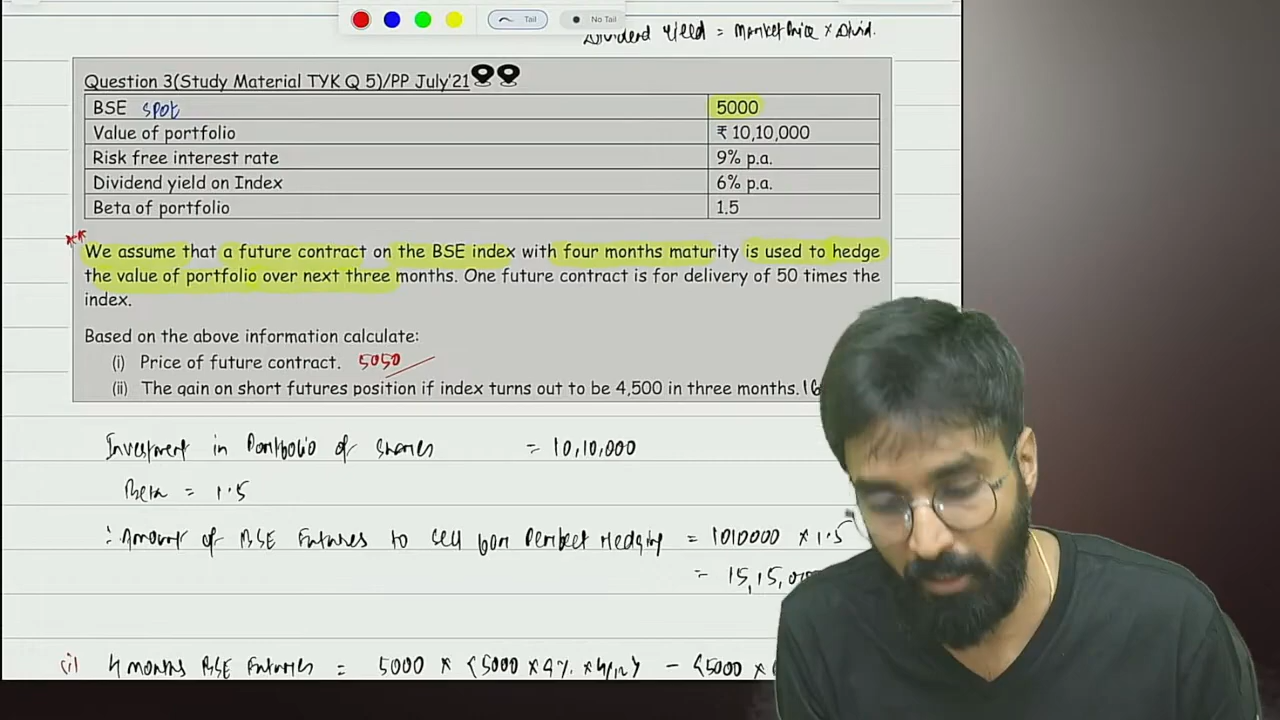 Tail
No Tail
Dividend Yield = Market Price × Divid.
Question 3(Study Material TYK Q 5)/PP July'21
BSE spot 5000
Value of portfolio ₹ 10,10,000
Risk free interest rate 9% p.a.
Dividend yield on Index 6% p.a.
Beta of portfolio 1.5
**
We assume that a future contract on the BSE index with four months maturity is used to hedge
the value of portfolio over next three months. One future contract is for delivery of 50 times the
index.
Based on the above information calculate:
(i) Price of future contract. 5050
(ii) The gain on short futures position if index turns out to be 4,500 in three months.
Investment in Portfolio of shares = 10,10,000
Beta = 1.5
∴ Amount of BSE Futures to sell for Perfect Hedging = 1010000 × 1.5
= 15,15,0
(i) 4 months BSE Futures = 5000 × {5000 × 9% × 4/12} - {5000 ×